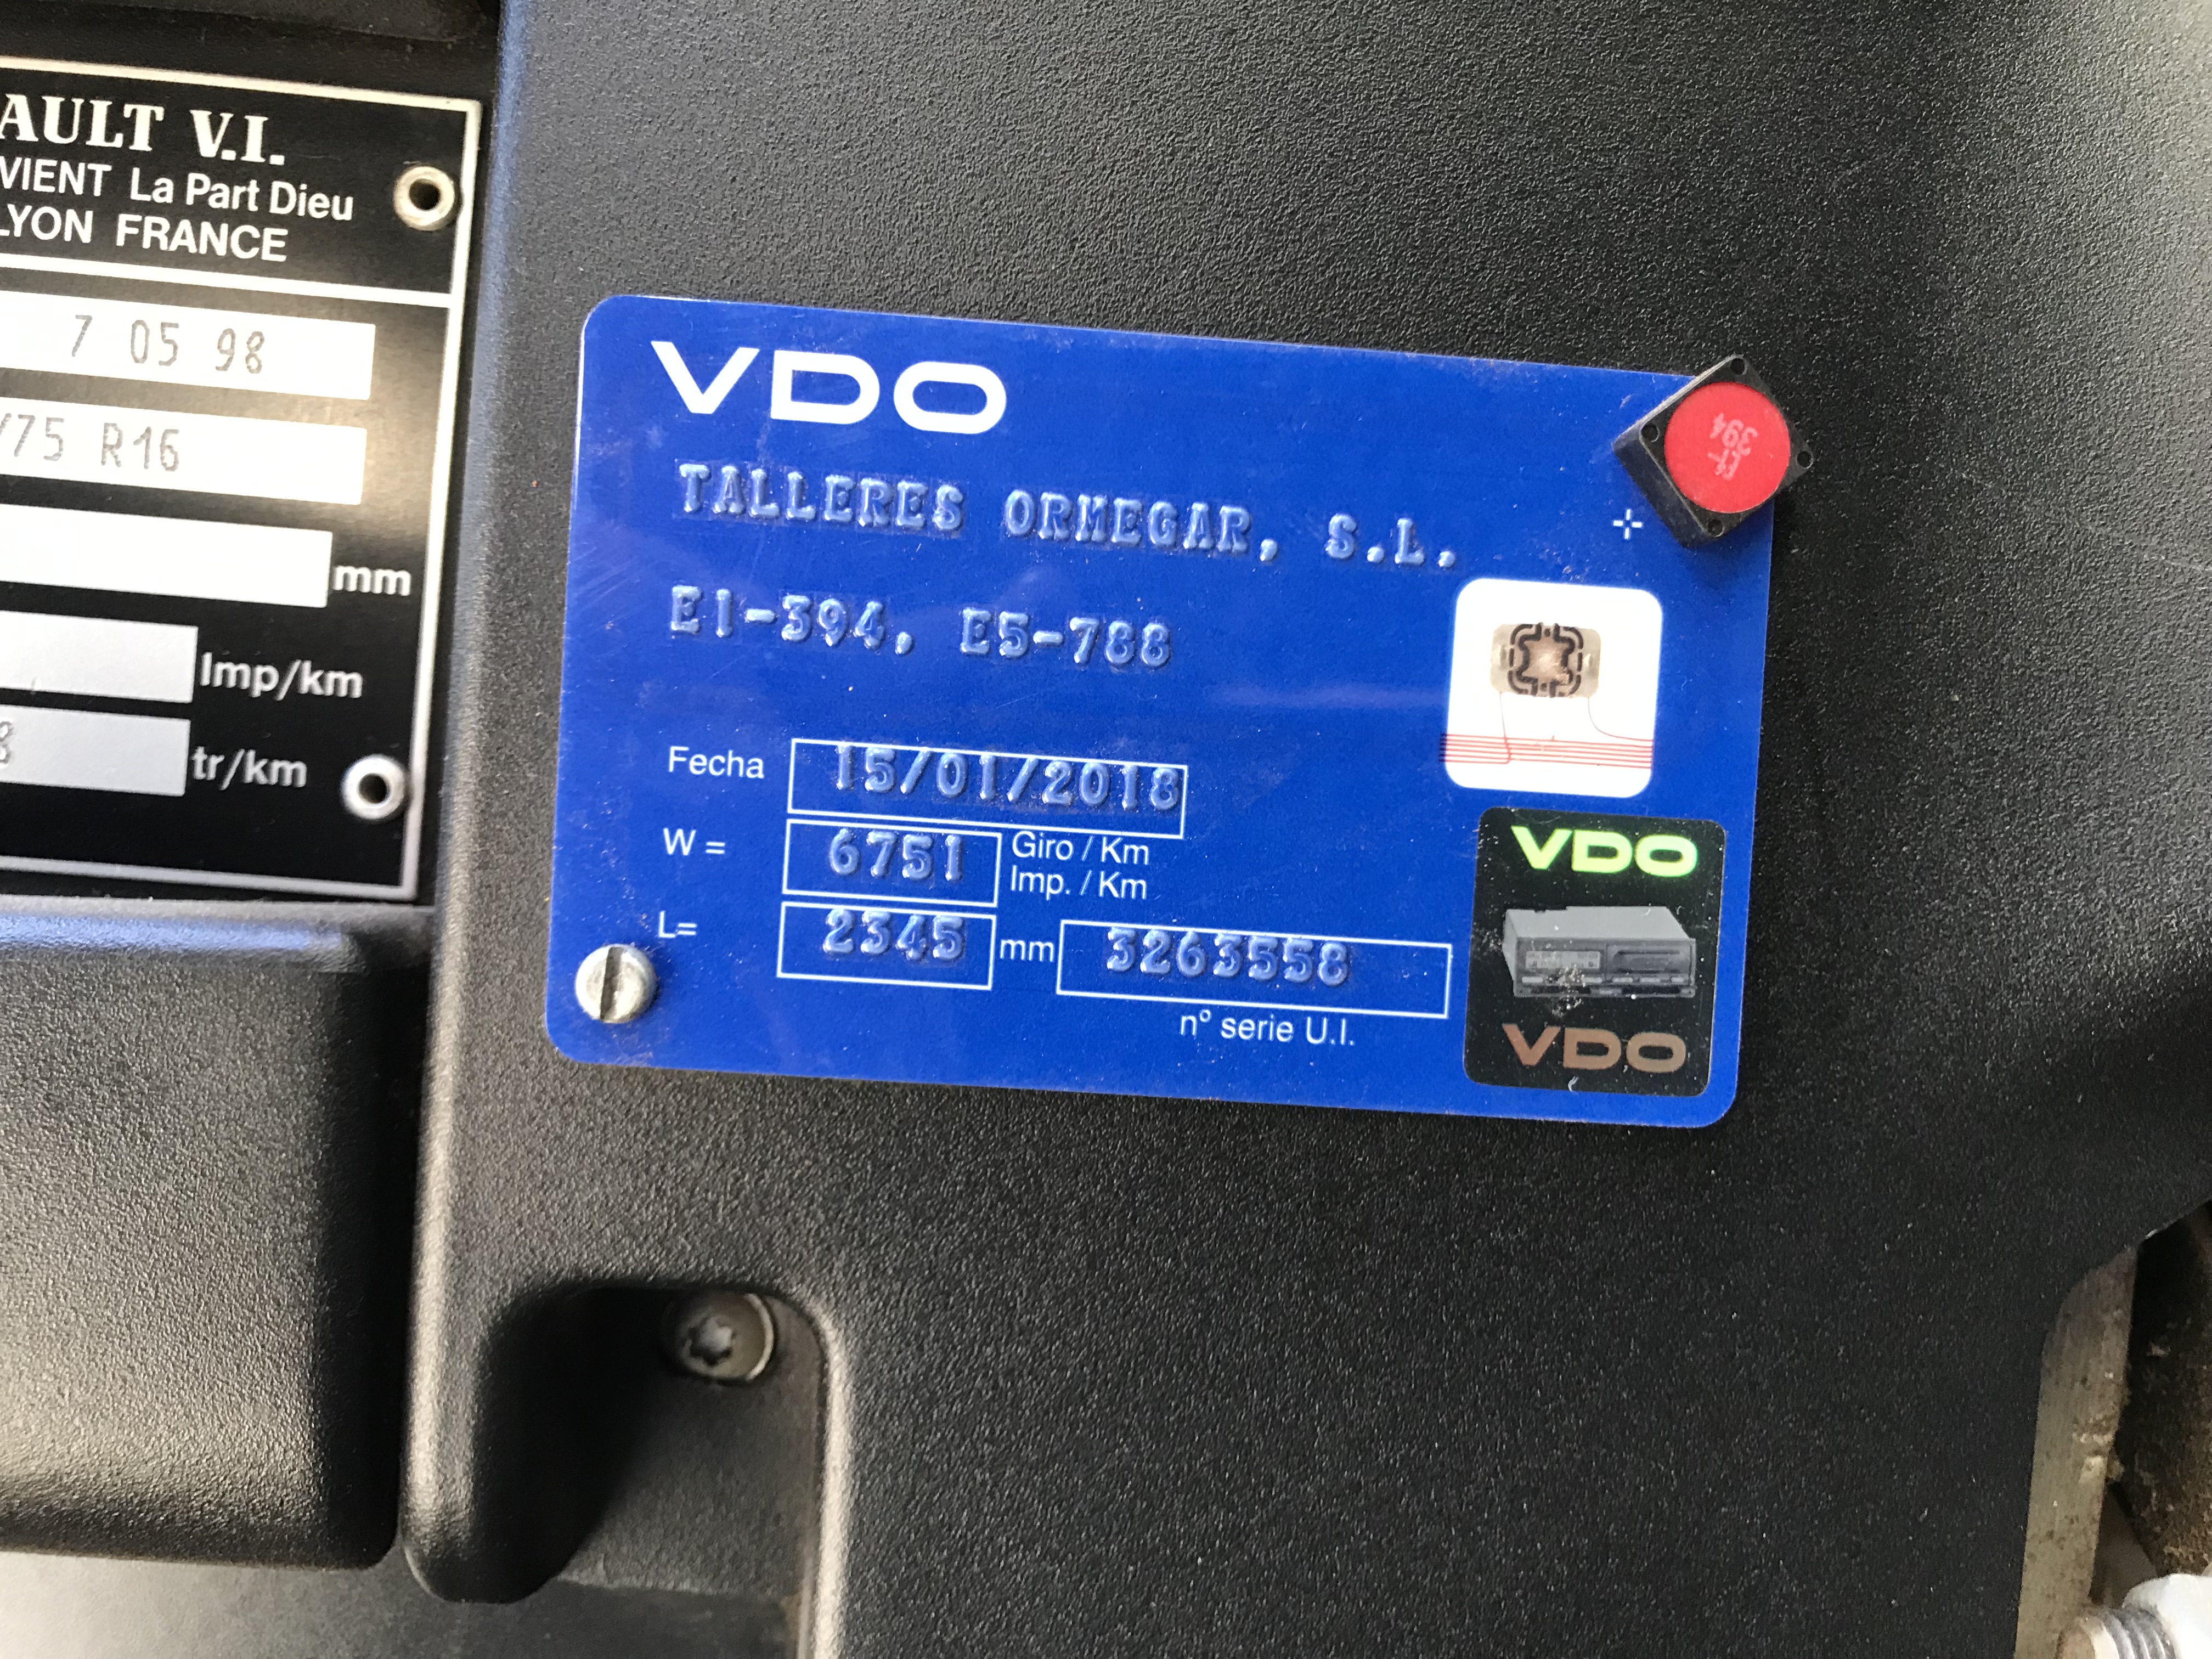 AULT V.I.
VIENT La Part Dieu
LYON FRANCE
7 05 98
/75 R16
mm
Imp/km
8 tr/km
VDO
TALLERES ORMEGAR, S.L.
E1-394, E5-788
Fecha 15/01/2018
W = 6751 Giro / Km
Imp. / Km
L= 2345 mm 3263558
nº serie U.I.
394
VDO
VDO